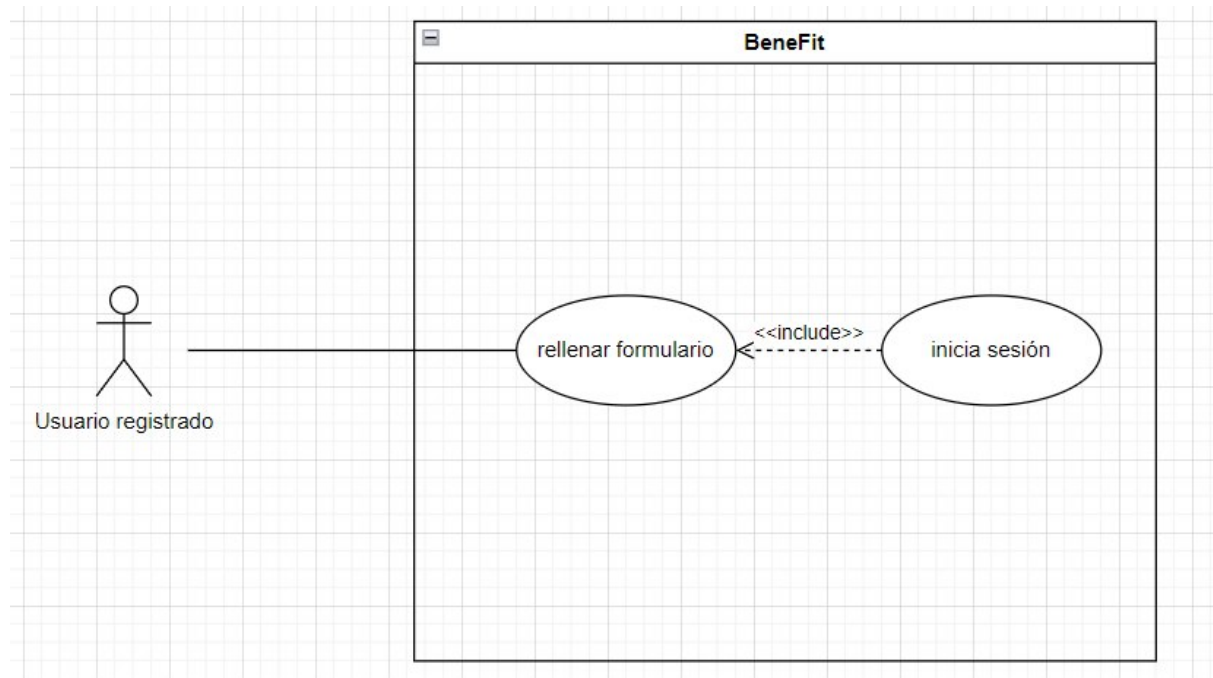 BeneFit
rellenar formulario
<<include>>
inicia sesión
Usuario registrado